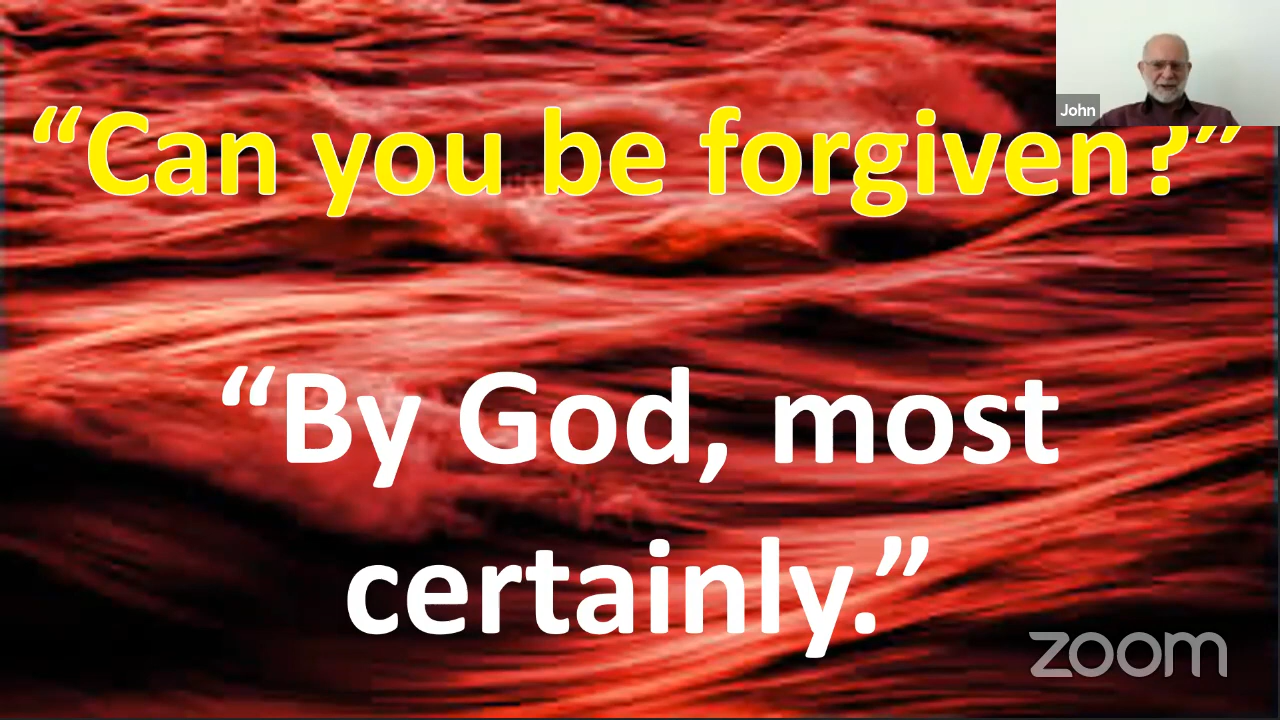 John
“Can you be forgiven?”
“By God, most
certainly.”
zoom